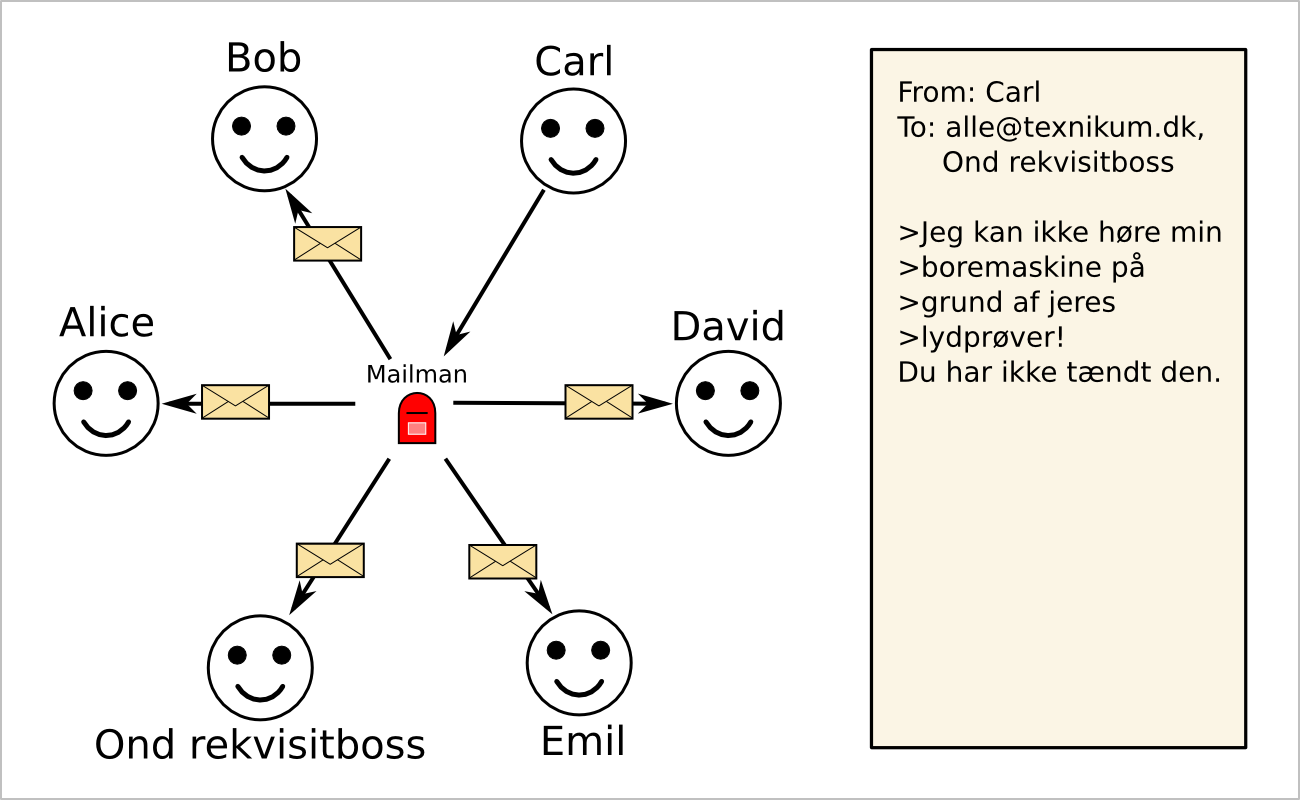 Bob
Carl
Alice
David
Mailman
Ond rekvisitboss
Emil
From: Carl
To: alle@texnikum.dk,
Ond rekvisitboss
>Jeg kan ikke høre min
>boremaskine på
>grund af jeres
>lydprøver!
Du har ikke tændt den.